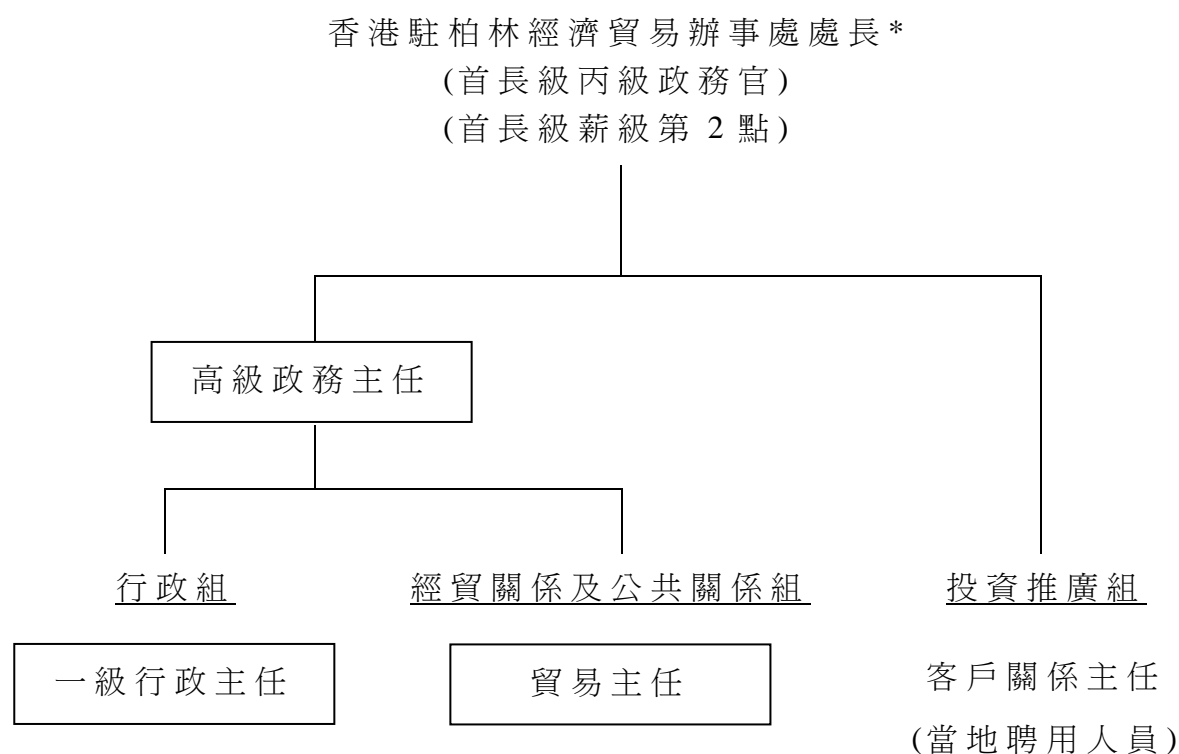 香港駐柏林經濟貿易辦事處處長*
(首長級丙級政務官)
(首長級薪級第 2 點)
高級政務主任
行政組
經貿關係及公共關係組
投資推廣組
一級行政主任
貿易主任
客戶關係主任
(當地聘用人員)